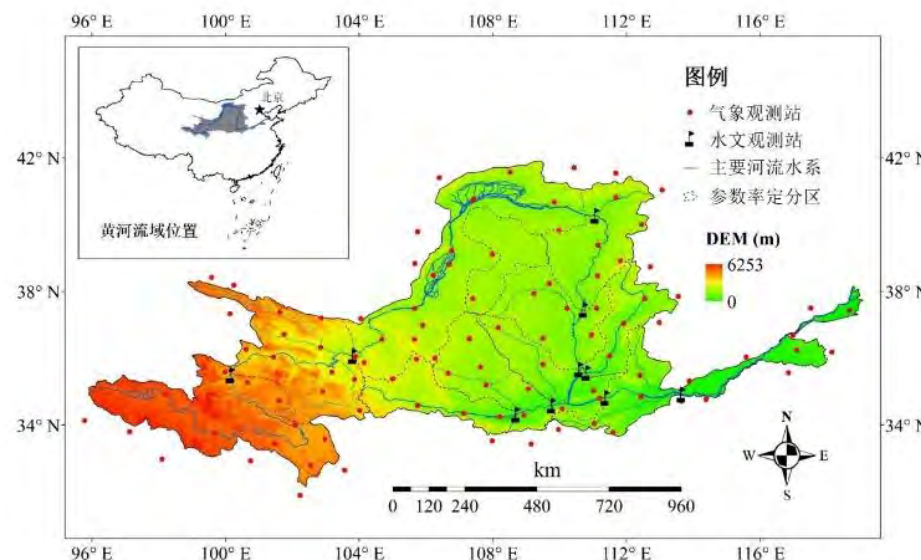 96° E 100° E 104° E 108° E 112° E 116° E
北京
黄河流域位置
图例
气象观测站
水文观测站
主要河流水系
参数率定分区
DEM (m)
6253
0
42° N 42° N
38° N 38° N
34° N 34° N
N
W E
S
km
0 120 240 480 720 960
96° E 100° E 104° E 108° E 112° E 116° E